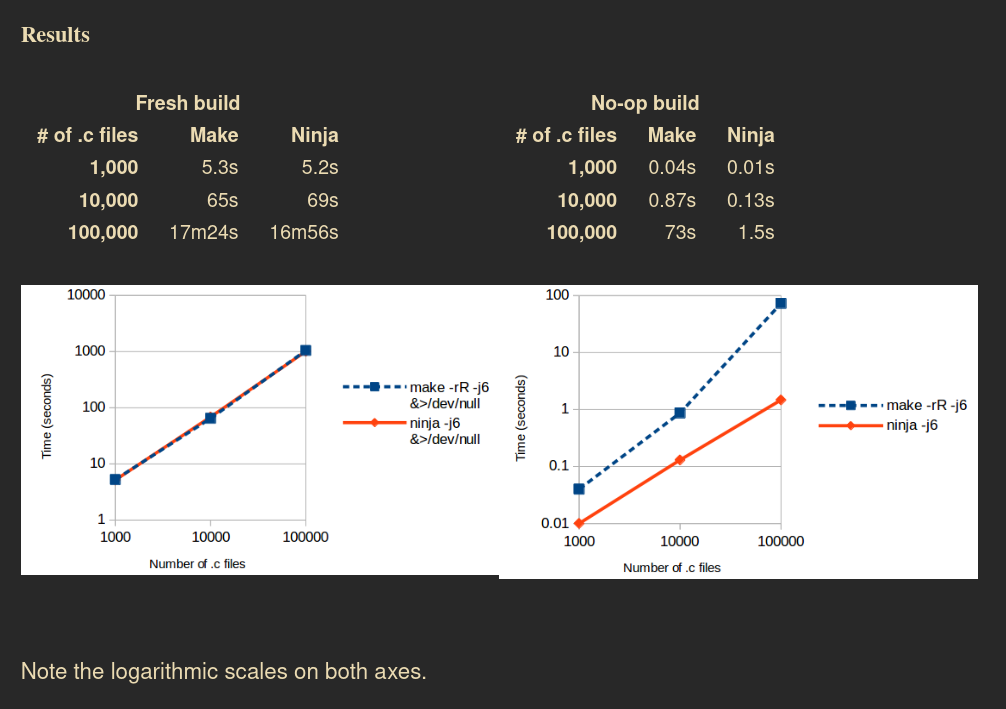 Results
Fresh build
# of .c files Make Ninja
1,000 5.3s 5.2s
10,000 65s 69s
100,000 17m24s 16m56s
No-op build
# of .c files Make Ninja
1,000 0.04s 0.01s
10,000 0.87s 0.13s
100,000 73s 1.5s
10000
1000
100
10
1
Time (seconds)
1000 10000 100000
Number of .c files
make -rR -j6
&>/dev/null
ninja -j6
&>/dev/null
100
10
1
0.1
0.01
Time (seconds)
1000 10000 100000
Number of .c files
make -rR -j6
ninja -j6
Note the logarithmic scales on both axes.